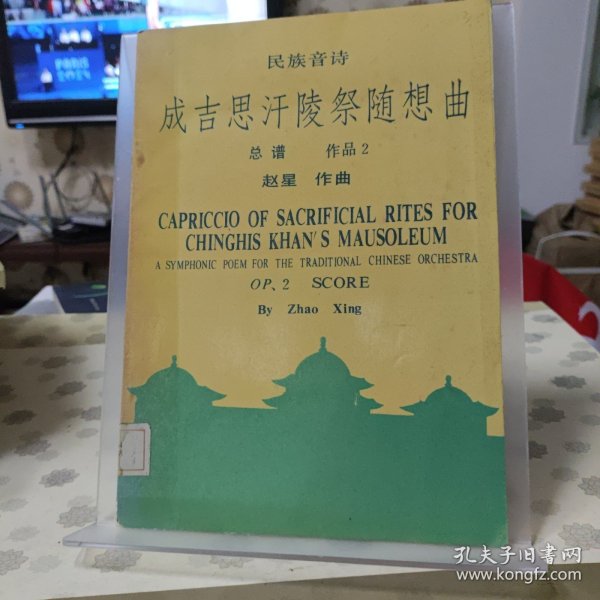 PARIS
2024
民族音诗
成吉思汗陵祭随想曲
总谱 作品2
赵星 作曲
CAPRICCIO OF SACRIFICIAL RITES FOR
CHINGHIS KHAN'S MAUSOLEUM
A SYMPHONIC POEM FOR THE TRADITIONAL CHINESE ORCHESTRA
OP、2 SCORE
By Zhao Xing
孔夫子旧书网
www.kongfz.com